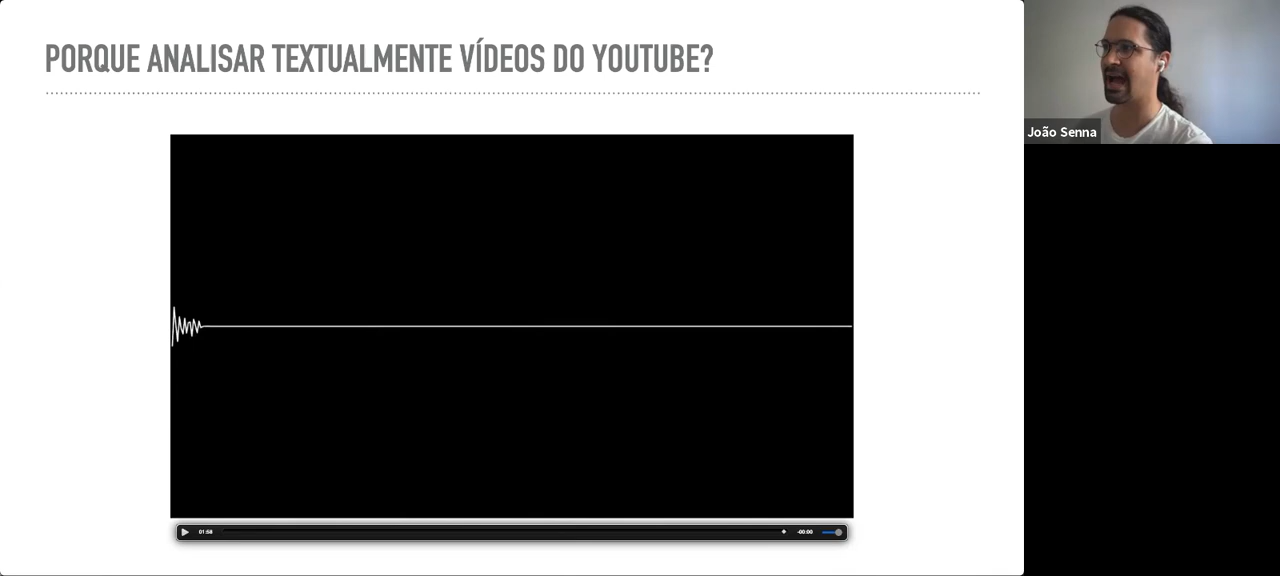 PORQUE ANALISAR TEXTUALMENTE VÍDEOS DO YOUTUBE?
João Senna
01:58
-00:00